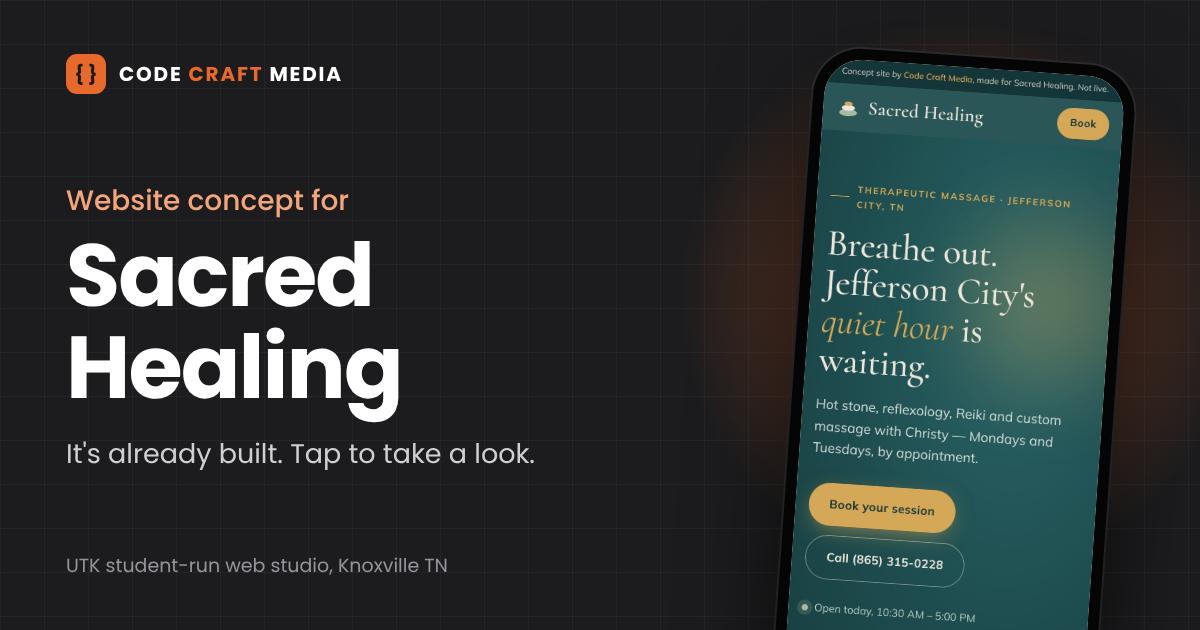 { } CODE CRAFT MEDIA
Website concept for
Sacred
Healing
It's already built. Tap to take a look.
UTK student-run web studio, Knoxville TN
Concept site by Code Craft Media, made for Sacred Healing. Not live.
Sacred Healing
Book
THERAPEUTIC MASSAGE · JEFFERSON
CITY, TN
Breathe out.
Jefferson City's
quiet hour is
waiting.
Hot stone, reflexology, Reiki and custom
massage with Christy — Mondays and
Tuesdays, by appointment.
Book your session
Call (865) 315-0228
Open today, 10:30 AM – 5:00 PM